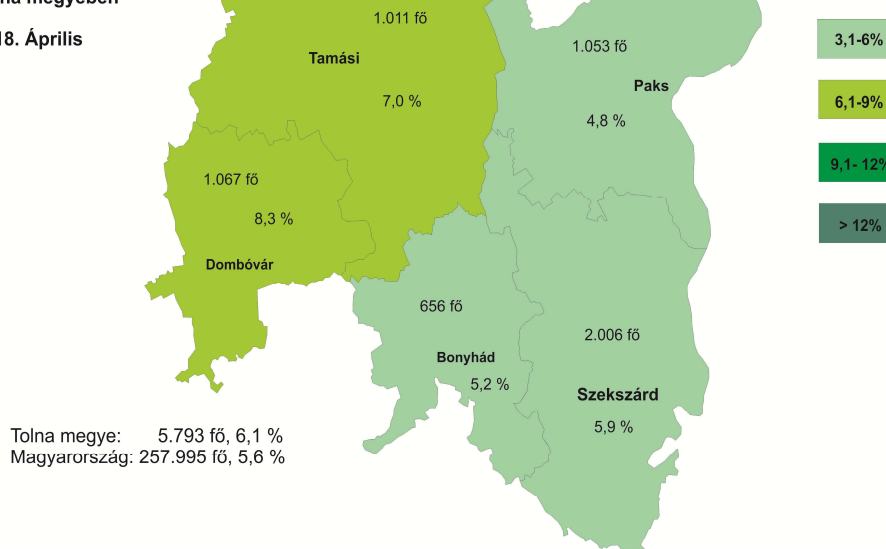 megyében
18. Április
1.011 fő
Tamási
7,0 %
1.053 fő
Paks
4,8 %
3,1-6%
6,1-9%
9,1- 12%
> 12%
1.067 fő
8,3 %
Dombóvár
656 fő
Bonyhád
5,2 %
2.006 fő
Szekszárd
5,9 %
Tolna megye: 5.793 fő, 6,1 %
Magyarország: 257.995 fő, 5,6 %